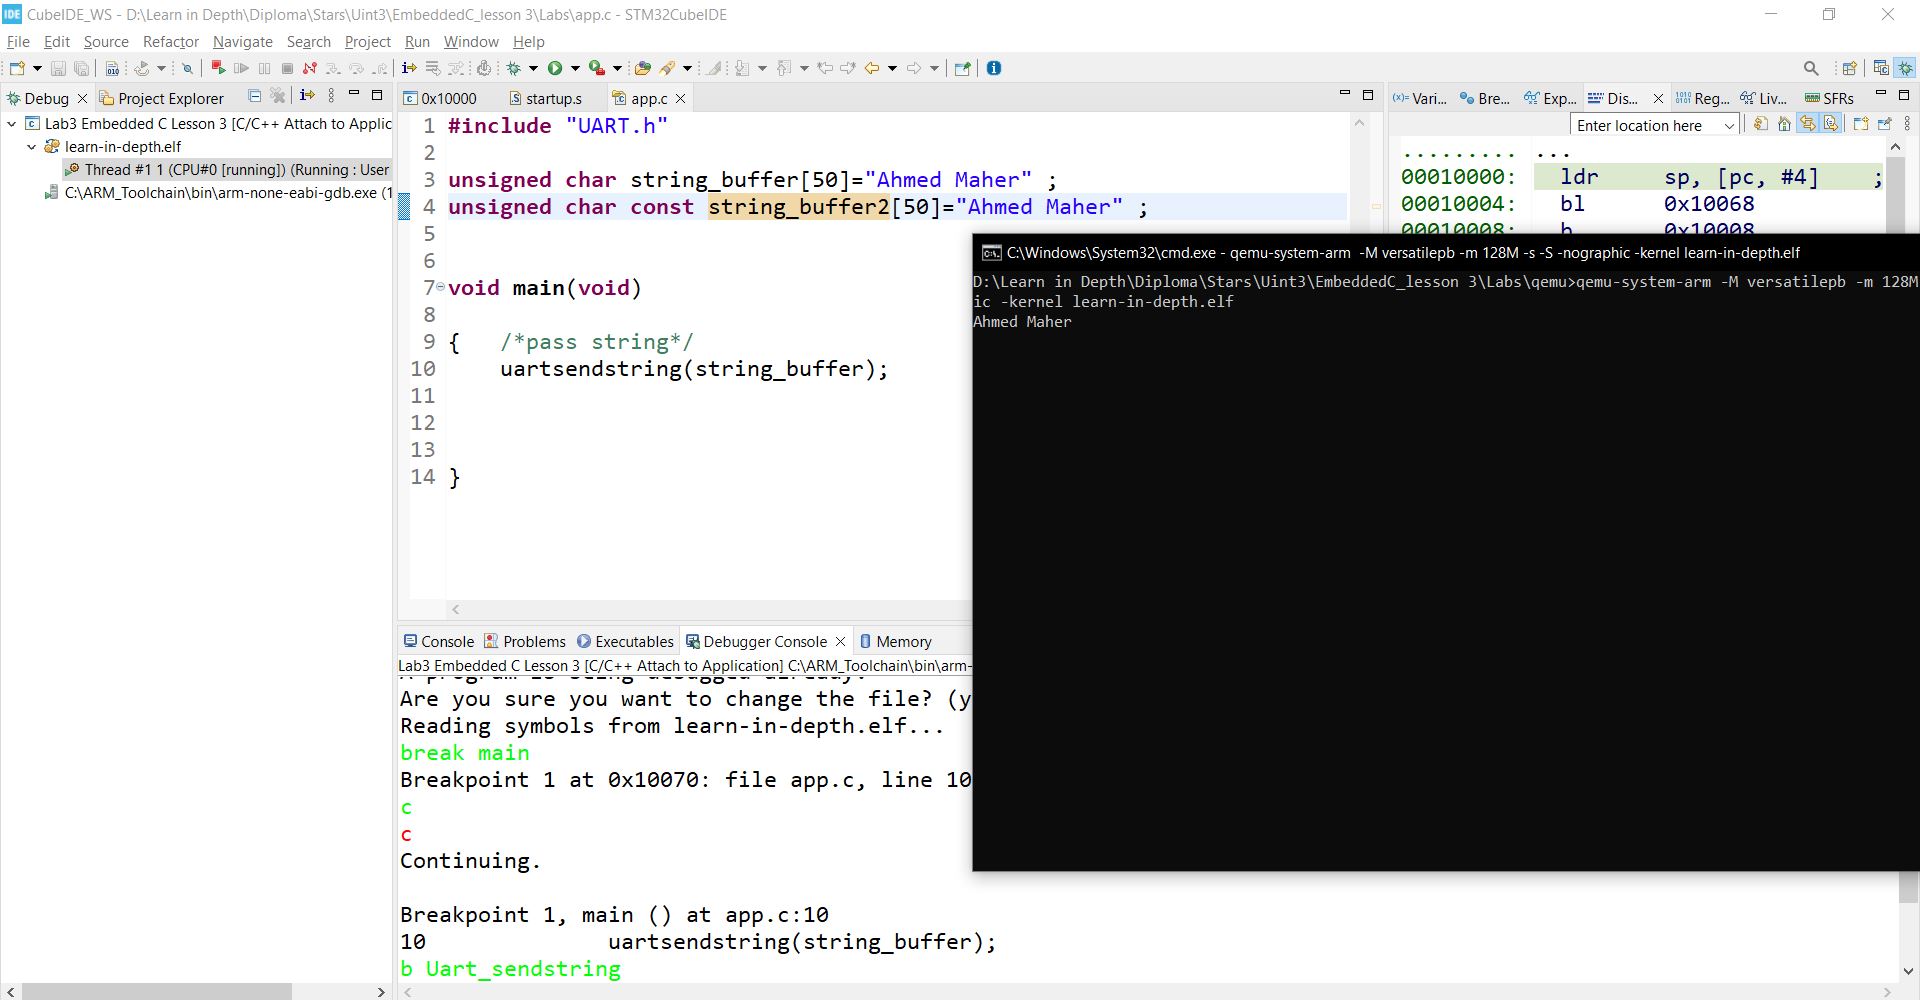 IDE CubeIDE_WS - D:\Learn in Depth\Diploma\Stars\Uint3\EmbeddedC_lesson 3\Labs\app.c - STM32CubeIDE
File Edit Source Refactor Navigate Search Project Run Window Help
Debug Project Explorer
Lab3 Embedded C Lesson 3 [C/C++ Attach to Applic
learn-in-depth.elf
Thread #1 1 (CPU#0 [running]) (Running : User
C:\ARM_Toolchain\bin\arm-none-eabi-gdb.exe (1
0x10000 startup.s app.c
1 #include "UART.h"
2
3 unsigned char string_buffer[50]="Ahmed Maher" ;
4 unsigned char const string_buffer2[50]="Ahmed Maher" ;
5
6
7 void main(void)
8
9 { /*pass string*/
10 uartsendstring(string_buffer);
11
12
13
14 }
(x)= Vari... Bre... Exp... Dis... Reg... Liv... SFRs
Enter location here
......... ...
00010000: ldr sp, [pc, #4] ;
00010004: bl 0x10068
00010008: b 0x10008
C:\Windows\System32\cmd.exe - qemu-system-arm -M versatilepb -m 128M -s -S -nographic -kernel learn-in-depth.elf
D:\Learn in Depth\Diploma\Stars\Uint3\EmbeddedC_lesson 3\Labs\qemu>qemu-system-arm -M versatilepb -m 128M
ic -kernel learn-in-depth.elf
Ahmed Maher
Console Problems Executables Debugger Console Memory
Lab3 Embedded C Lesson 3 [C/C++ Attach to Application] C:\ARM_Toolchain\bin\arm-
A program is being debugged already.
Are you sure you want to change the file? (y
Reading symbols from learn-in-depth.elf...
break main
Breakpoint 1 at 0x10070: file app.c, line 10
c
c
Continuing.
Breakpoint 1, main () at app.c:10
10 uartsendstring(string_buffer);
b Uart_sendstring